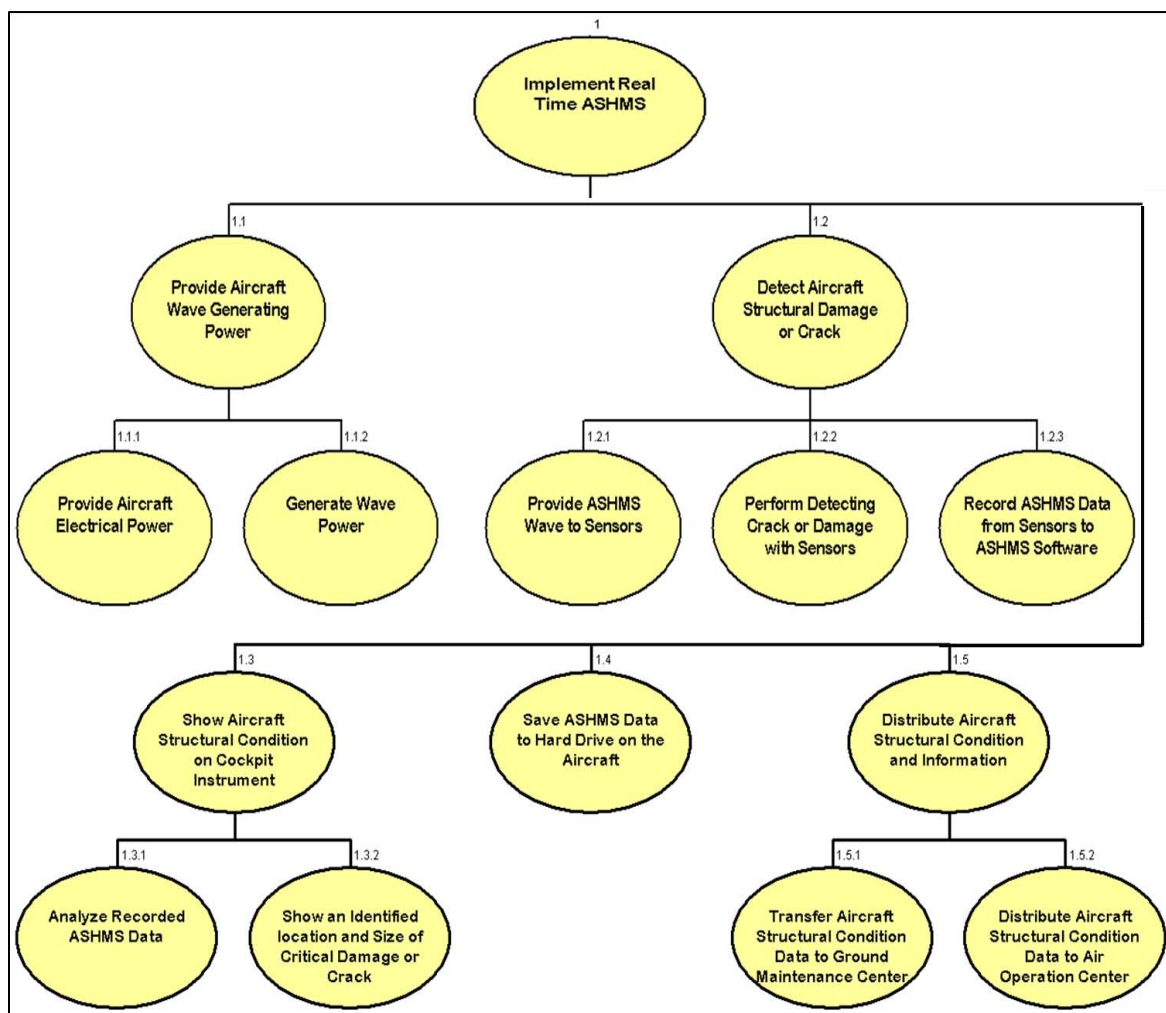 1
Implement Real
Time ASHMS
1.1
Provide Aircraft
Wave Generating
Power
1.2
Detect Aircraft
Structural Damage
or Crack
1.1.1
Provide Aircraft
Electrical Power
1.1.2
Generate Wave
Power
1.2.1
Provide ASHMS
Wave to Sensors
1.2.2
Perform Detecting
Crack or Damage
with Sensors
1.2.3
Record ASHMS Data
from Sensors to
ASHMS Software
1.3
Show Aircraft
Structural Condition
on Cockpit
Instrument
1.4
Save ASHMS Data
to Hard Drive on the
Aircraft
1.5
Distribute Aircraft
Structural Condition
and Information
1.3.1
Analyze Recorded
ASHMS Data
1.3.2
Show an Identified
location and Size of
Critical Damage or
Crack
1.5.1
Transfer Aircraft
Structural Condition
Data to Ground
Maintenance Center
1.5.2
Distribute Aircraft
Structural Condition
Data to Air
Operation Center